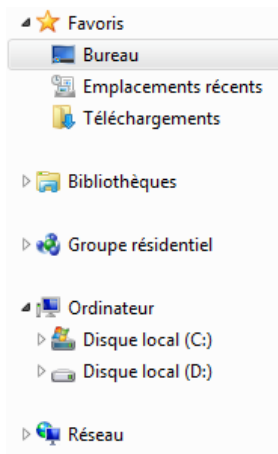 Favoris
Bureau
Emplacements récents
Téléchargements
Bibliothèques
Groupe résidentiel
Ordinateur
Disque local (C:)
Disque local (D:)
Réseau